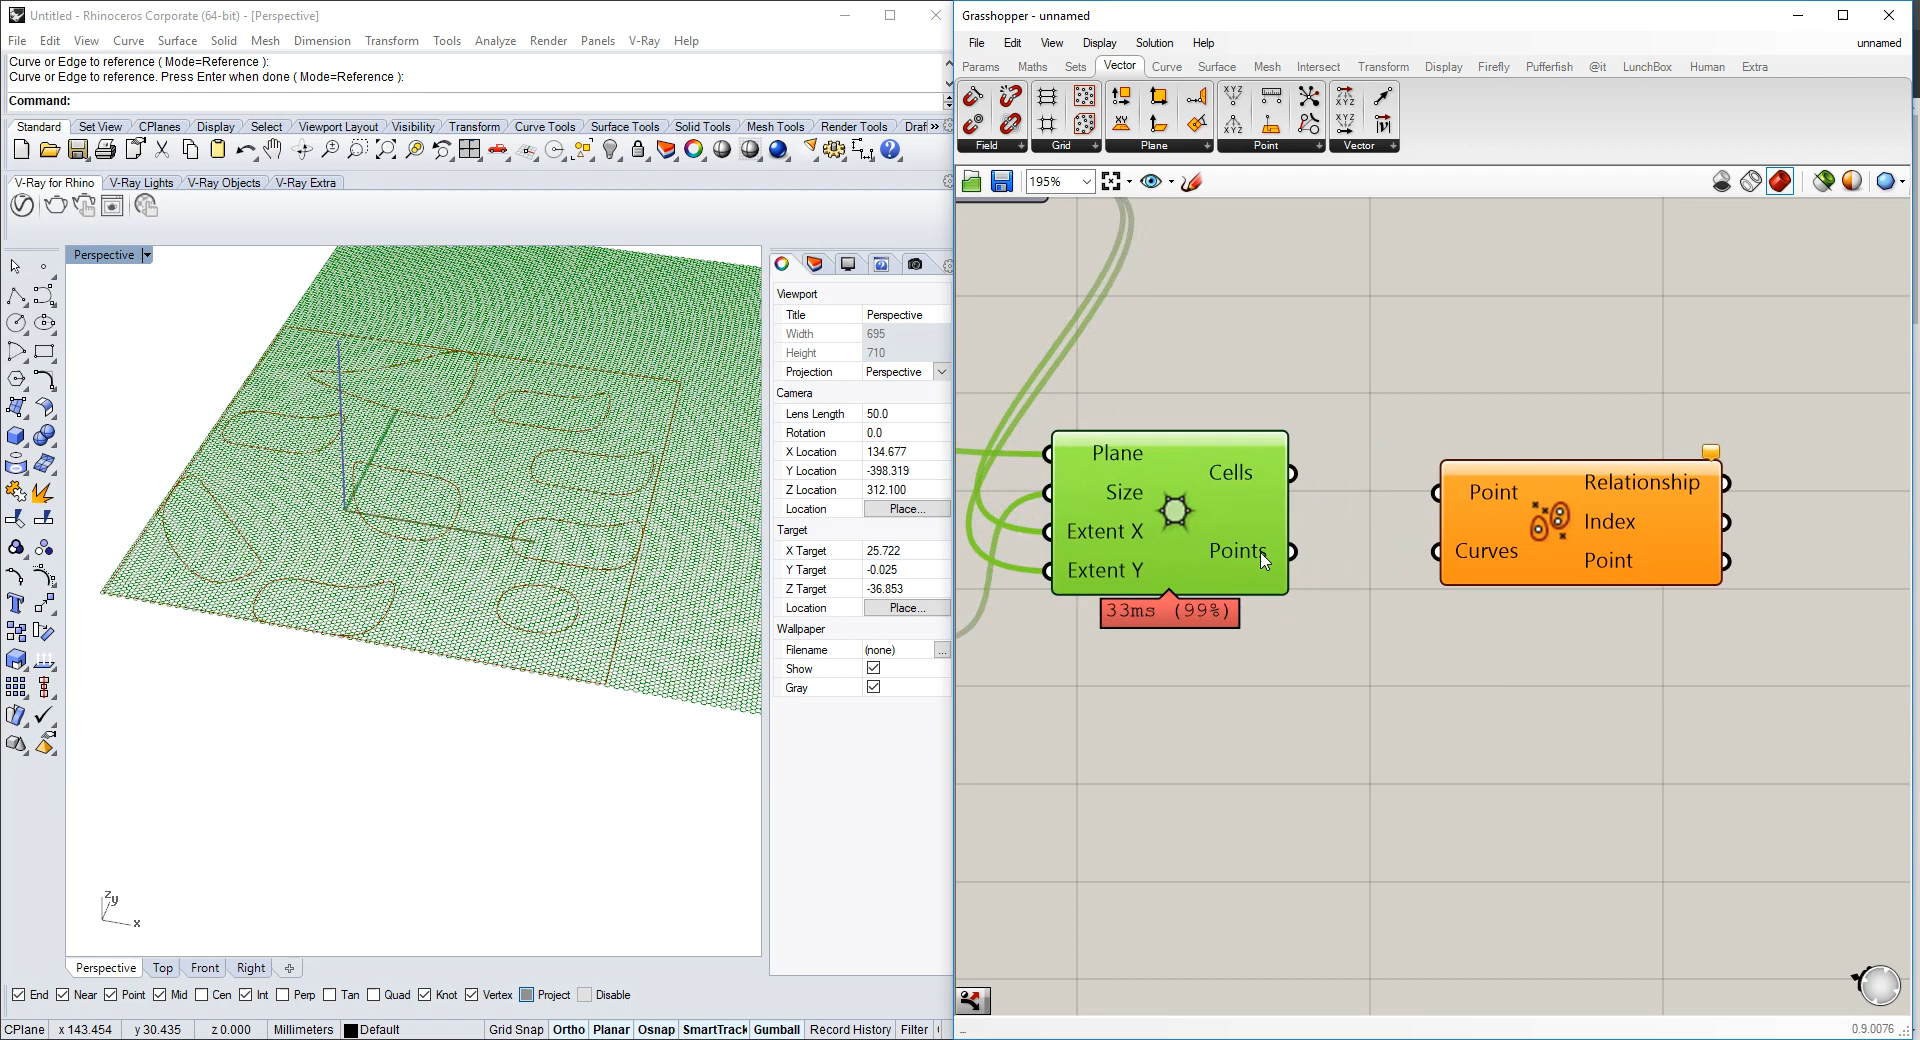 Untitled - Rhinoceros Corporate (64-bit) - [Perspective]
File Edit View Curve Surface Solid Mesh Dimension Transform Tools Analyze Render Panels V-Ray Help
Curve or Edge to reference ( Mode=Reference ):
Curve or Edge to reference. Press Enter when done ( Mode=Reference ):
Command:
Standard Set View CPlanes Display Select Viewport Layout Visibility Transform Curve Tools Surface Tools Solid Tools Mesh Tools Render Tools Draf »
V-Ray for Rhino V-Ray Lights V-Ray Objects V-Ray Extra
Perspective
Viewport
Title Perspective
Width 695
Height 710
Projection Perspective
Camera
Lens Length 50.0
Rotation 0.0
X Location 134.677
Y Location -398.319
Z Location 312.100
Location Place...
Target
X Target 25.722
Y Target -0.025
Z Target -36.853
Location Place...
Wallpaper
Filename (none) ...
Show
Gray
z y x
Perspective Top Front Right
End Near Point Mid Cen Int Perp Tan Quad Knot Vertex Project Disable
CPlane x 143.454 y 30.435 z 0.000 Millimeters Default Grid Snap Ortho Planar Osnap SmartTrack Gumball Record History Filter
Grasshopper - unnamed
File Edit View Display Solution Help unnamed
Params Maths Sets Vector Curve Surface Mesh Intersect Transform Display Firefly Pufferfish @it LunchBox Human Extra
Field Grid Plane Point Vector
195%
Plane
Size
Extent X
Extent Y
Cells
Points
33ms (99%)
Point
Curves
Relationship
Index
Point
0.9.0076